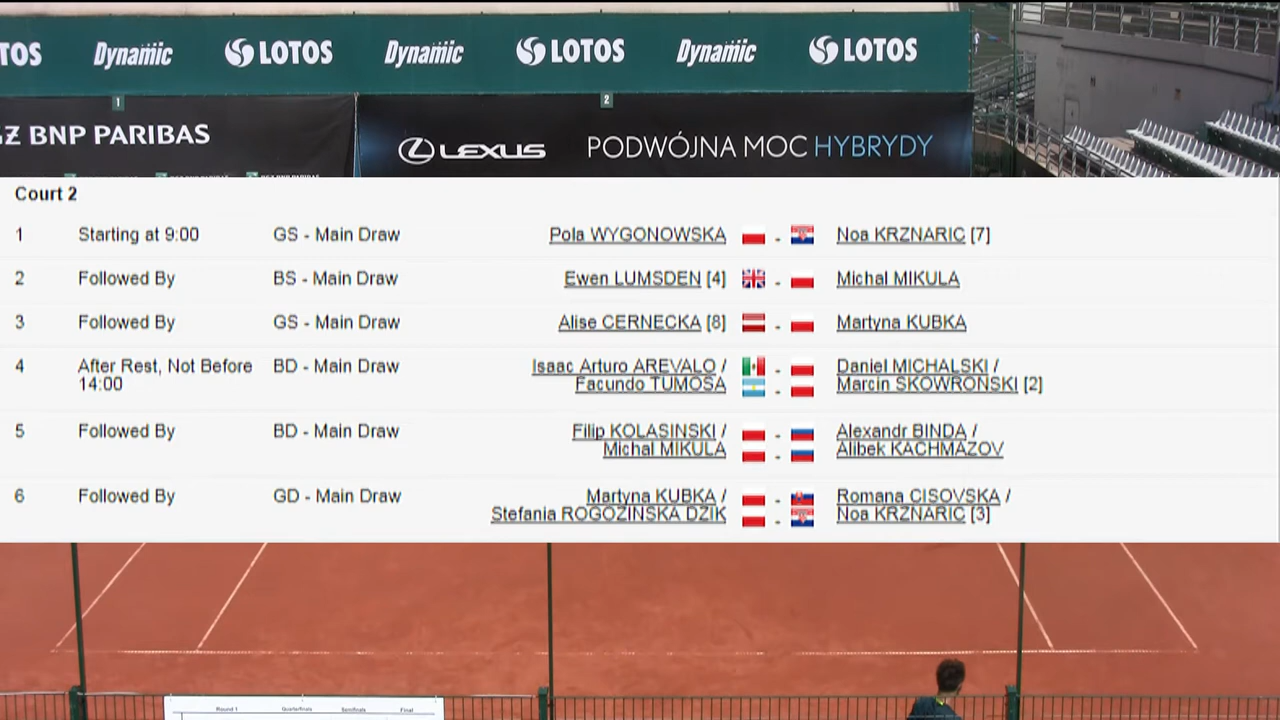 TOS Dynamic LOTOS Dynamic LOTOS Dynamic LOTOS
1 2
BNP PARIBAS
LEXUS PODWÓJNA MOC HYBRYDY
Court 2
1 Starting at 9:00 GS - Main Draw Pola WYGONOWSKA - Noa KRZNARIC [7]
2 Followed By BS - Main Draw Ewen LUMSDEN [4] - Michal MIKULA
3 Followed By GS - Main Draw Alise CERNECKA [8] - Martyna KUBKA
4 After Rest, Not Before BD - Main Draw Isaac Arturo AREVALO / - Daniel MICHALSKI /
14:00 Facundo TUMOSA - Marcin SKOWRONSKI [2]
5 Followed By BD - Main Draw Filip KOLASINSKI / - Alexandr BINDA /
Michal MIKULA - Alibek KACHMAZOV
6 Followed By GD - Main Draw Martyna KUBKA / - Romana CISOVSKA /
Stefania ROGOZINSKA DZIK - Noa KRZNARIC [3]
Round 1 Quarterfinals Semifinals Final